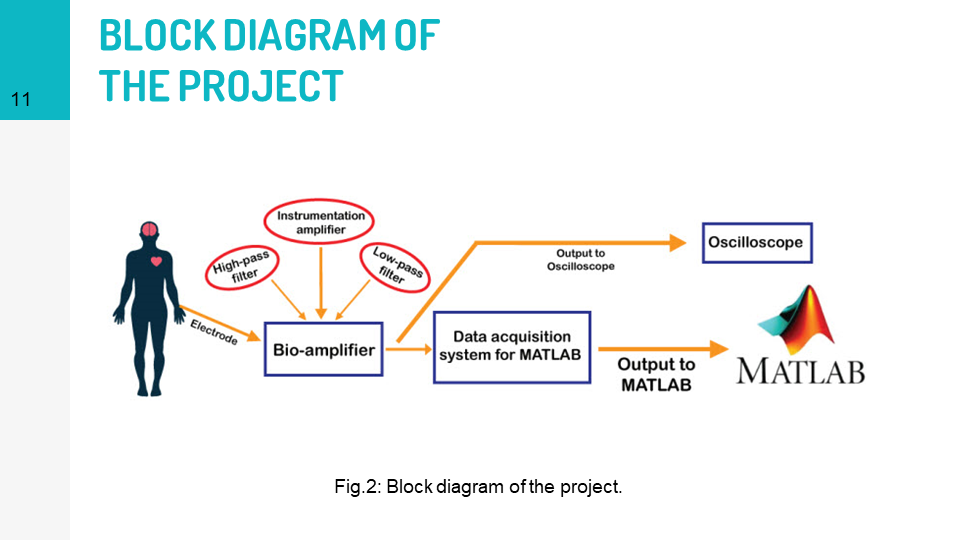 BLOCK DIAGRAM OF
THE PROJECT
11
Instrumentation
amplifier
High-pass
filter
Low-pass
filter
Electrode
Bio-amplifier
Output to
Oscilloscope
Oscilloscope
Data acquisition
system for MATLAB
Output to
MATLAB
MATLAB
Fig.2: Block diagram of the project.